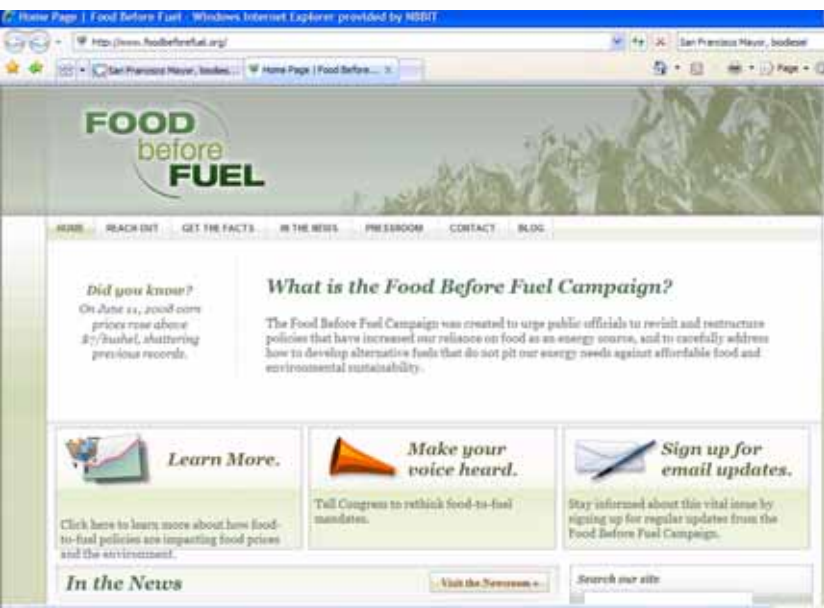 Home Page | Food Before Fuel - Windows Internet Explorer provided by NBBIT
http://www.foodbeforefuel.org/
San Francisco Mayor, biodiesel
San Francisco Mayor, biodies...
Home Page | Food Before... X
Page
FOOD
before
FUEL
HOME REACH OUT GET THE FACTS IN THE NEWS PRESSROOM CONTACT BLOG
Did you know?
On June 11, 2008 corn
prices rose above
$7/bushel, shattering
previous records.
What is the Food Before Fuel Campaign?
The Food Before Fuel Campaign was created to urge public officials to revisit and restructure
policies that have increased our reliance on food as an energy source, and to carefully address
how to develop alternative fuels that do not pit our energy needs against affordable food and
environmental sustainability.
Learn More.
Click here to learn more about how food-
to-fuel policies are impacting food prices
and the environment.
Make your
voice heard.
Tell Congress to rethink food-to-fuel
mandates.
Sign up for
email updates.
Stay informed about this vital issue by
signing up for regular updates from the
Food Before Fuel Campaign.
In the News
Visit the Newsroom »
Search our site